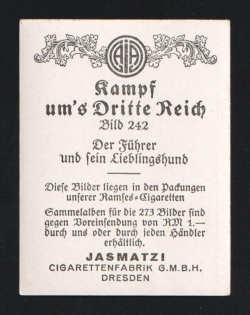 Kampf
um's Dritte Reich
Bild 242
Der Führer
und sein Lieblingshund
Diese Bilder liegen in den Packungen
unserer Ramses-Cigaretten
Sammelalben für die 273 Bilder sind
gegen Voreinsendung von RM 1.—
durch uns oder durch jeden Händler
erhältlich.
JASMATZI
CIGARETTENFABRIK G.M.B.H.
DRESDEN